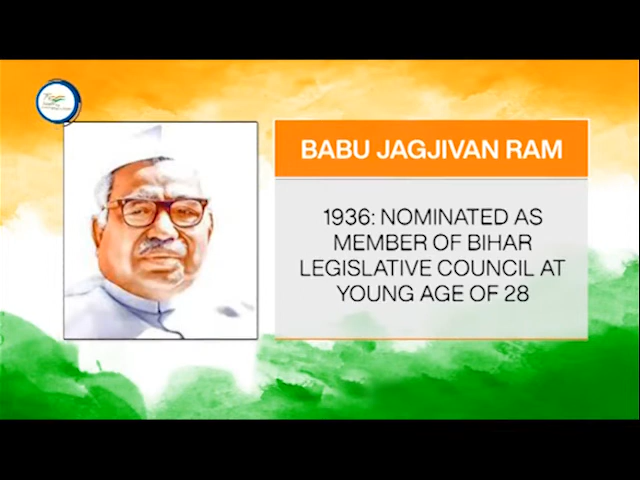 BABU JAGJIVAN RAM
1936: NOMINATED AS
MEMBER OF BIHAR
LEGISLATIVE COUNCIL AT
YOUNG AGE OF 28